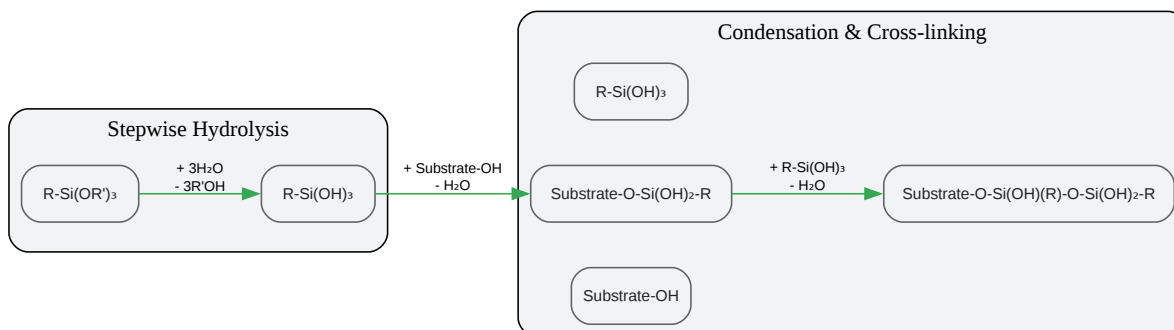 Condensation & Cross-linking
R-Si(OH)₃
Stepwise Hydrolysis
R-Si(OR')₃
+ 3H₂O
- 3R'OH
R-Si(OH)₃
+ Substrate-OH
- H₂O
Substrate-O-Si(OH)₂-R
+ R-Si(OH)₃
- H₂O
Substrate-O-Si(OH)(R)-O-Si(OH)₂-R
Substrate-OH